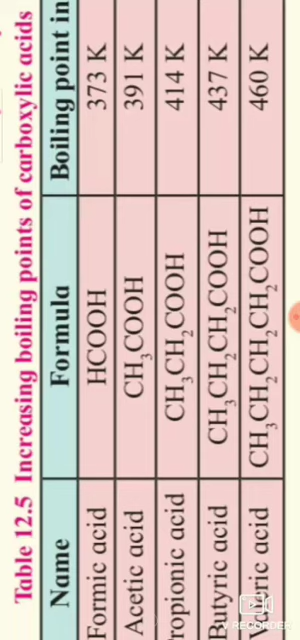 Table 12.5 Increasing boiling points of carboxylic acids
Name Formula Boiling point in
Formic acid HCOOH 373 K
Acetic acid CH₃COOH 391 K
ropionic acid CH₃CH₂COOH 414 K
Butyric acid CH₃CH₂CH₂COOH 437 K
ric acid CH₃CH₂CH₂CH₂COOH 460 K
RECORDER